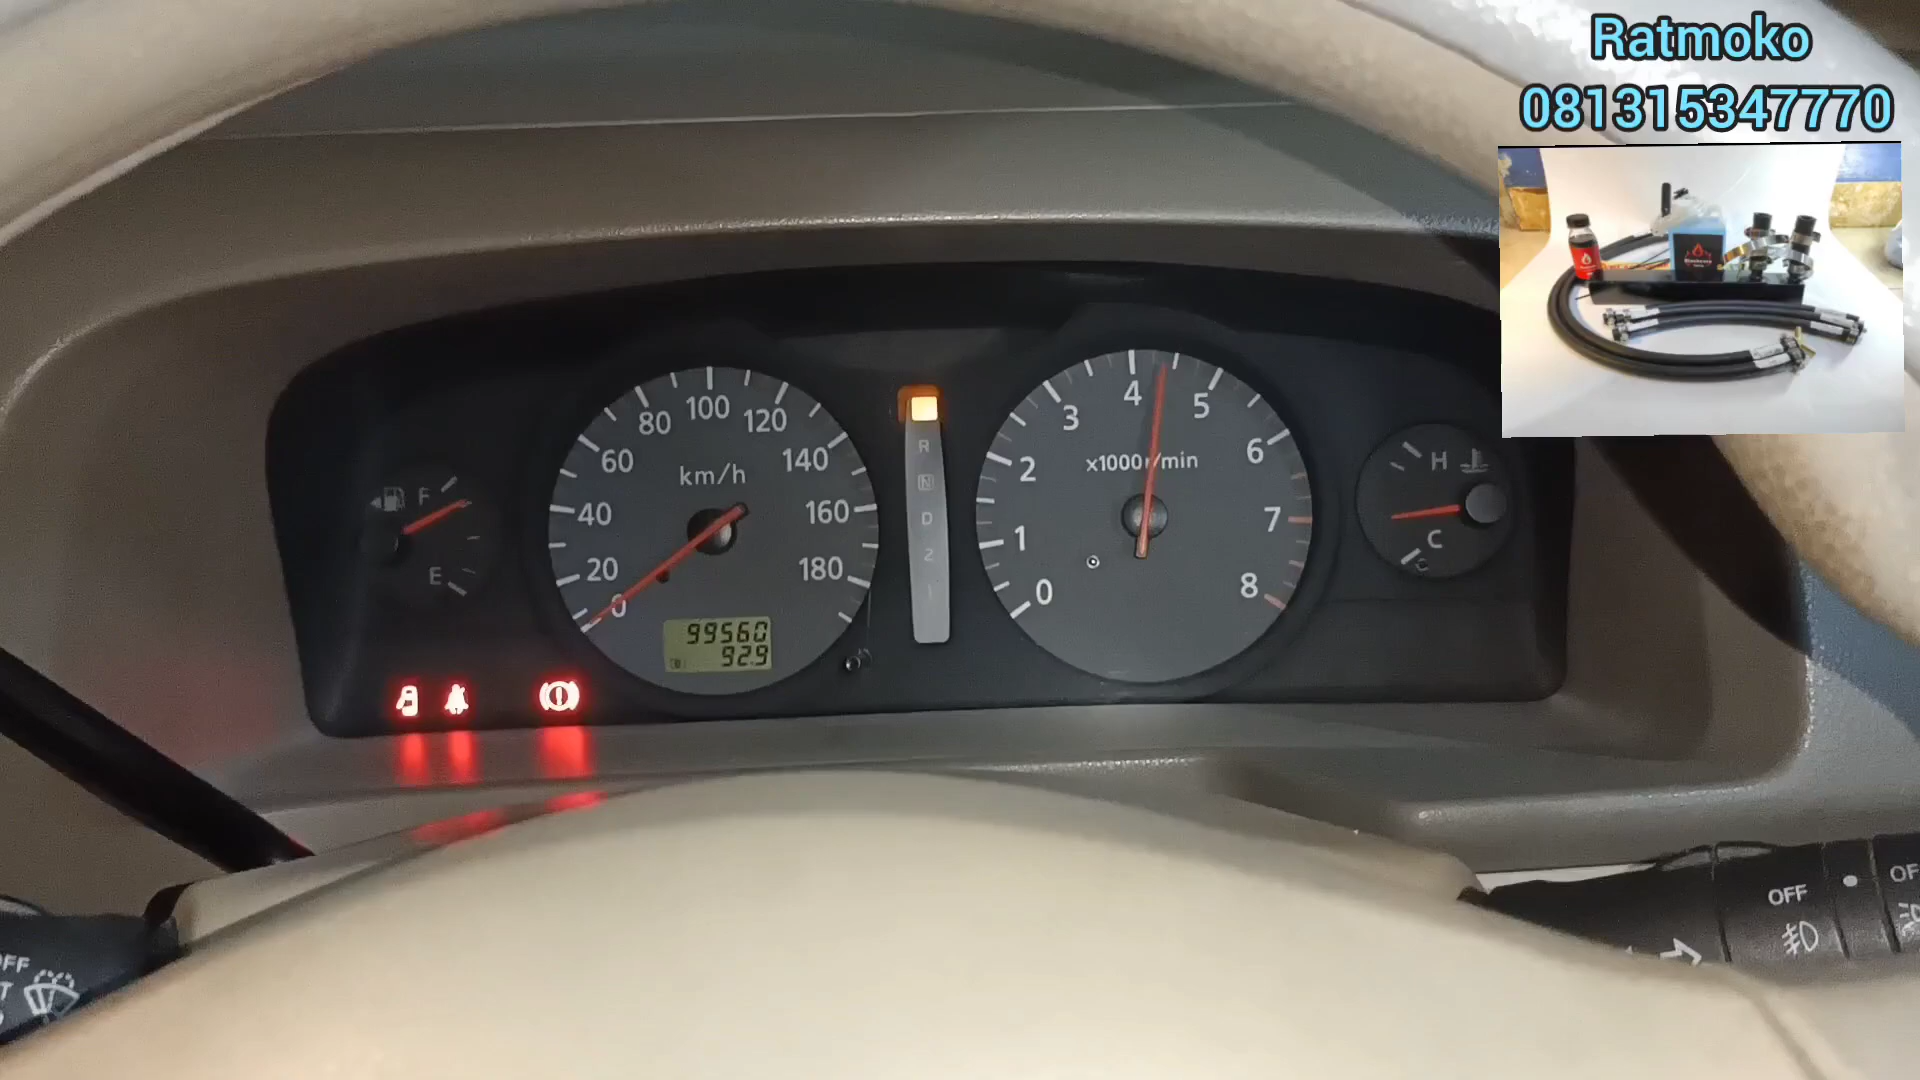 Ratmoko
081315347770
80 100 120
60 140
km/h
40 160
20 180
0
99560
92.9
F
E
R
N
D
2
1
4
3 5
2 6
x1000r/min
1 7
0 8
H
C
OFF
OFF